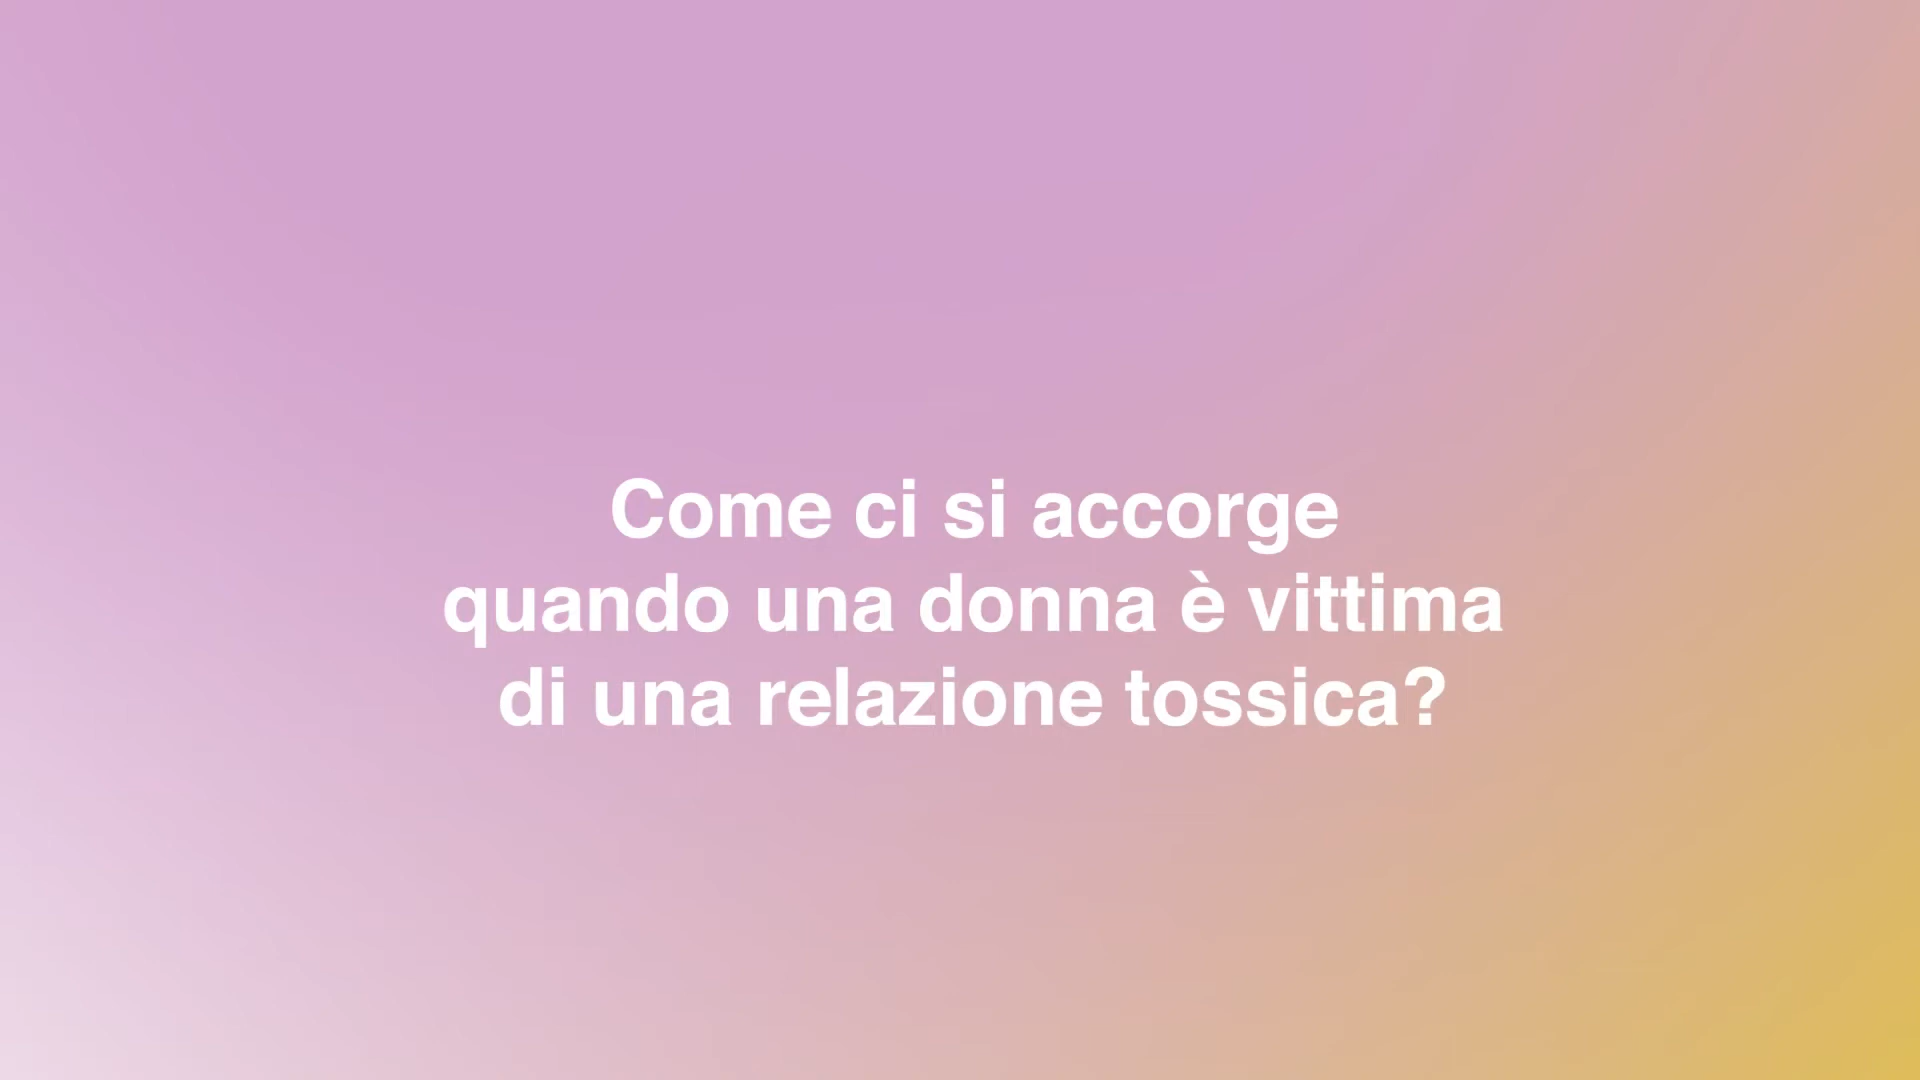 Come ci si accorge
quando una donna è vittima
di una relazione tossica?